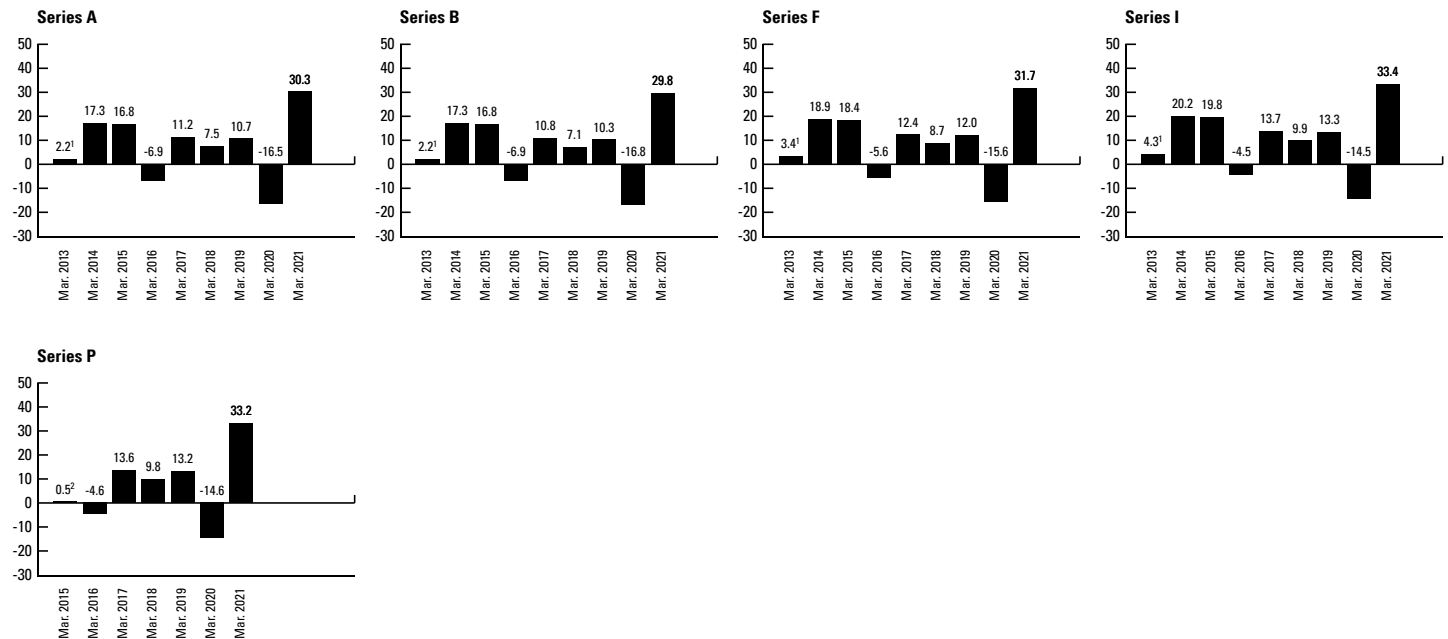 Series A
50
40
30
20
10
0
-10
-20
-30
2.2¹
17.3
16.8
-6.9
11.2
7.5
10.7
-16.5
30.3
Mar. 2013
Mar. 2014
Mar. 2015
Mar. 2016
Mar. 2017
Mar. 2018
Mar. 2019
Mar. 2020
Mar. 2021
Series B
50
40
30
20
10
0
-10
-20
-30
2.2¹
17.3
16.8
-6.9
10.8
7.1
10.3
-16.8
29.8
Mar. 2013
Mar. 2014
Mar. 2015
Mar. 2016
Mar. 2017
Mar. 2018
Mar. 2019
Mar. 2020
Mar. 2021
Series F
50
40
30
20
10
0
-10
-20
-30
3.4¹
18.9
18.4
-5.6
12.4
8.7
12.0
-15.6
31.7
Mar. 2013
Mar. 2014
Mar. 2015
Mar. 2016
Mar. 2017
Mar. 2018
Mar. 2019
Mar. 2020
Mar. 2021
Series I
50
40
30
20
10
0
-10
-20
-30
4.3¹
20.2
19.8
-4.5
13.7
9.9
13.3
-14.5
33.4
Mar. 2013
Mar. 2014
Mar. 2015
Mar. 2016
Mar. 2017
Mar. 2018
Mar. 2019
Mar. 2020
Mar. 2021
Series P
50
40
30
20
10
0
-10
-20
-30
0.5²
-4.6
13.6
9.8
13.2
-14.6
33.2
Mar. 2015
Mar. 2016
Mar. 2017
Mar. 2018
Mar. 2019
Mar. 2020
Mar. 2021